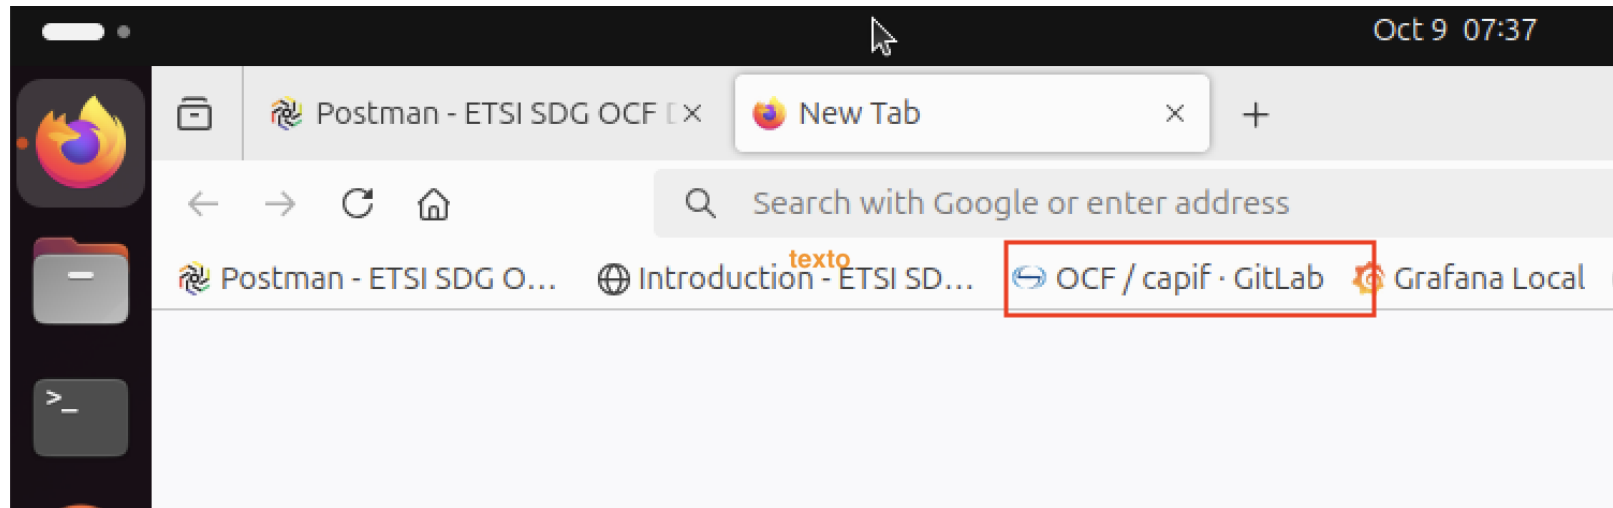 Oct 9 07:37
Postman - ETSI SDG OCF
New Tab
Search with Google or enter address
texto
Postman - ETSI SDG O...
Introduction - ETSI SD...
OCF / capif · GitLab
Grafana Local
>_